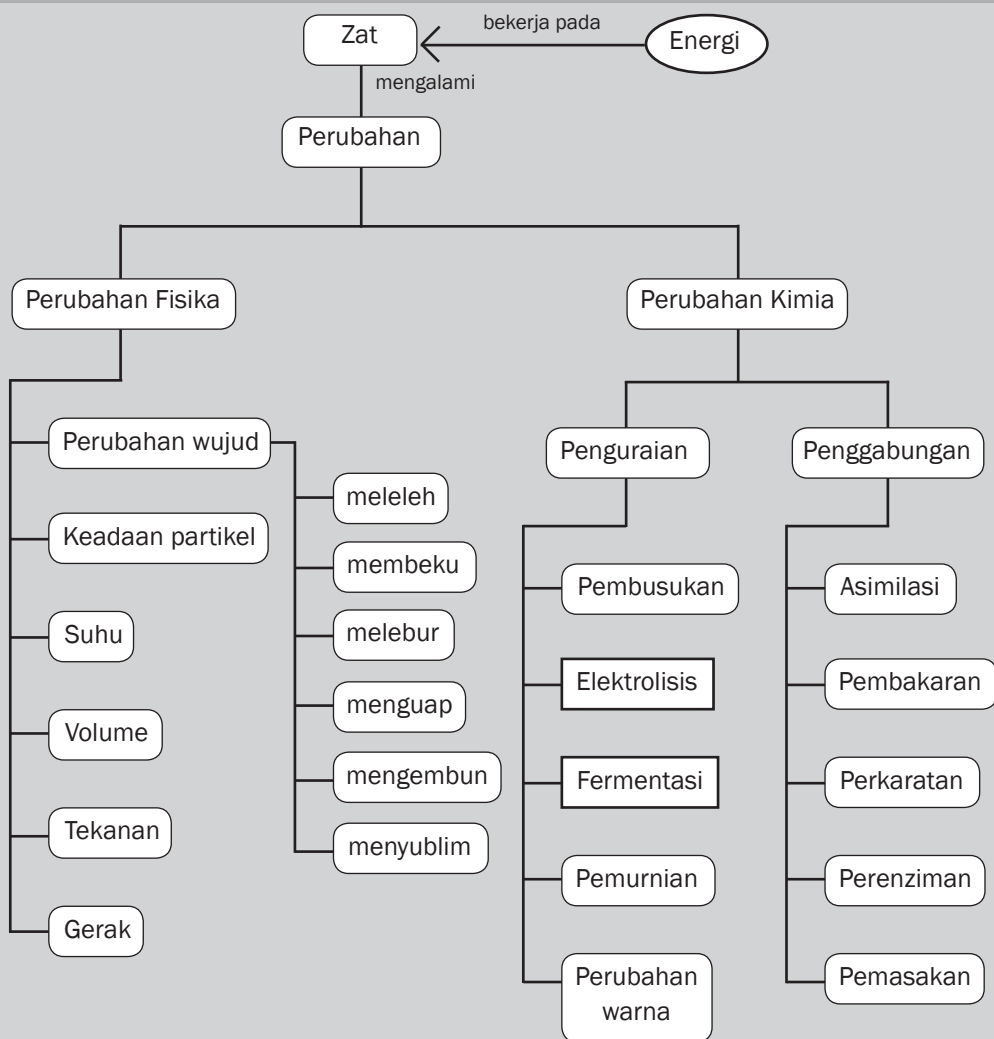 Zat
bekerja pada
Energi
mengalami
Perubahan
Perubahan Fisika
Perubahan Kimia
Perubahan wujud
Keadaan partikel
Suhu
Volume
Tekanan
Gerak
meleleh
membeku
melebur
menguap
mengembun
menyublim
Penguraian
Penggabungan
Pembusukan
Elektrolisis
Fermentasi
Pemurnian
Perubahan
warna
Asimilasi
Pembakaran
Perkaratan
Perenziman
Pemasakan